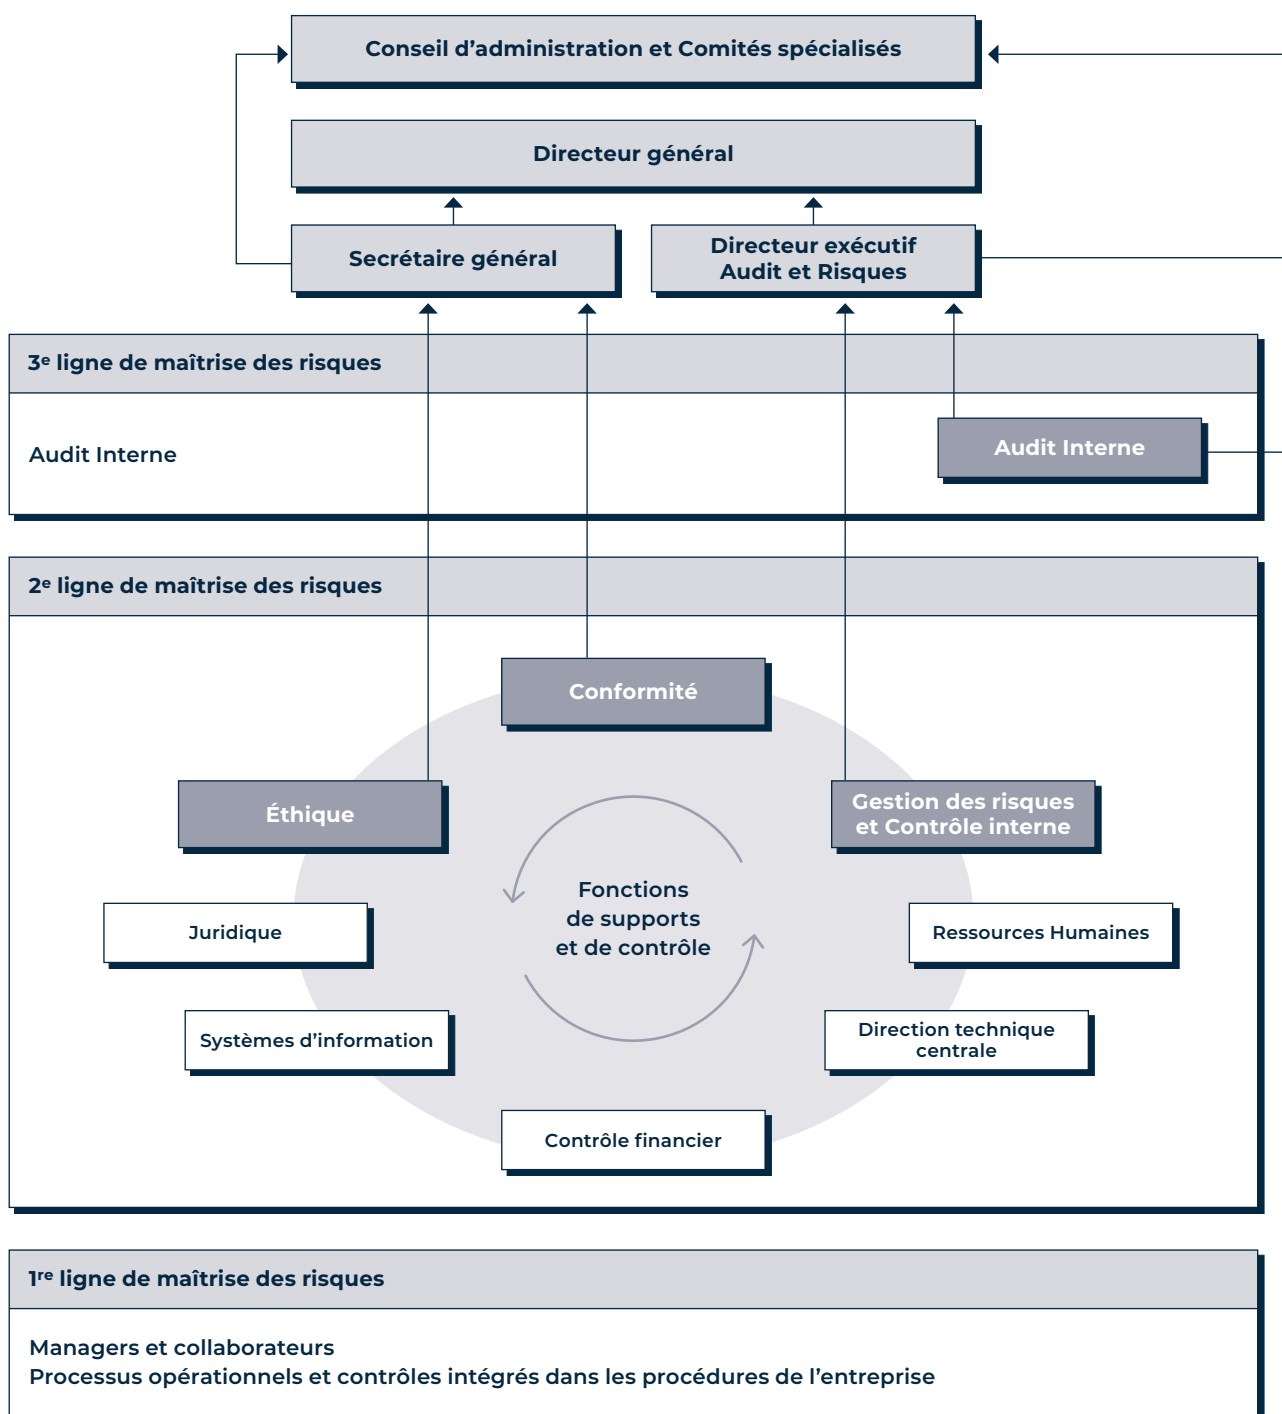 Conseil d’administration et Comités spécialisés
Directeur général
Secrétaire général
Directeur exécutif
Audit et Risques
3e ligne de maîtrise des risques
Audit Interne
Audit Interne
2e ligne de maîtrise des risques
Conformité
Éthique
Gestion des risques
et Contrôle interne
Fonctions
de supports
et de contrôle
Juridique
Ressources Humaines
Systèmes d’information
Direction technique
centrale
Contrôle financier
1re ligne de maîtrise des risques
Managers et collaborateurs
Processus opérationnels et contrôles intégrés dans les procédures de l’entreprise